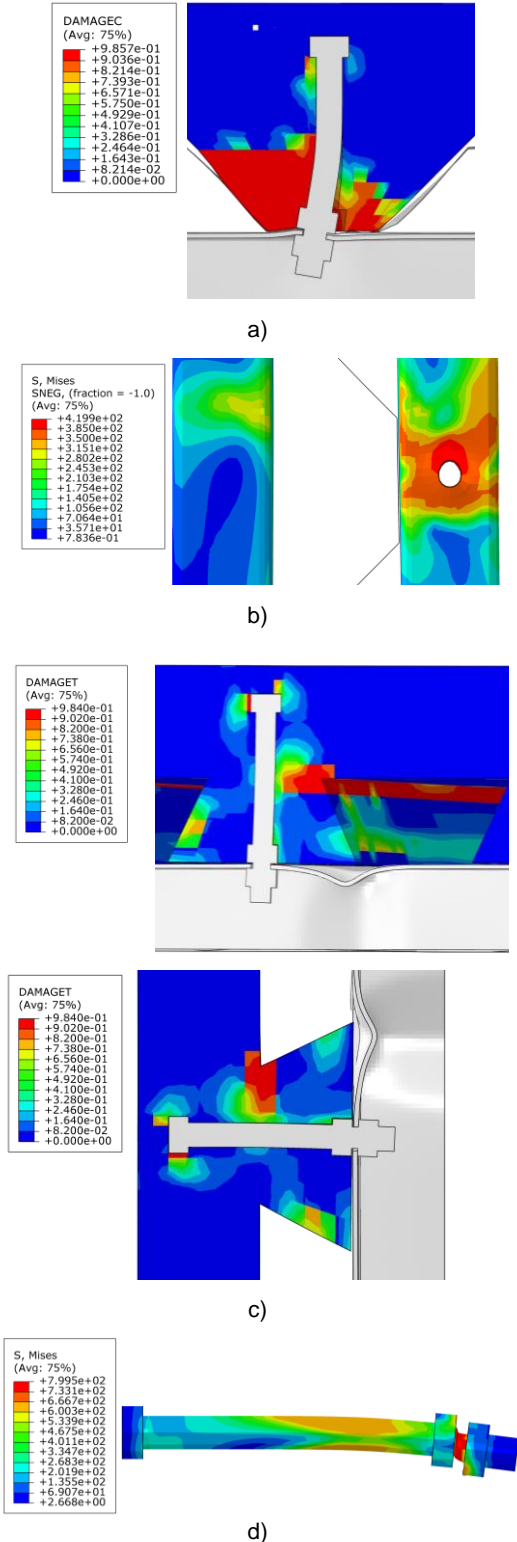 DAMAGEC
(Avg: 75%)
+9.857e-01
+9.036e-01
+8.214e-01
+7.393e-01
+6.571e-01
+5.750e-01
+4.929e-01
+4.107e-01
+3.286e-01
+2.464e-01
+1.643e-01
+8.214e-02
+0.000e+00
a)
S, Mises
SNEG, (fraction = -1.0)
(Avg: 75%)
+4.199e+02
+3.850e+02
+3.500e+02
+3.151e+02
+2.802e+02
+2.453e+02
+2.103e+02
+1.754e+02
+1.405e+02
+1.056e+02
+7.064e+01
+3.571e+01
+7.836e-01
b)
DAMAGET
(Avg: 75%)
+9.840e-01
+9.020e-01
+8.200e-01
+7.380e-01
+6.560e-01
+5.740e-01
+4.920e-01
+4.100e-01
+3.280e-01
+2.460e-01
+1.640e-01
+8.200e-02
+0.000e+00
DAMAGET
(Avg: 75%)
+9.840e-01
+9.020e-01
+8.200e-01
+7.380e-01
+6.560e-01
+5.740e-01
+4.920e-01
+4.100e-01
+3.280e-01
+2.460e-01
+1.640e-01
+8.200e-02
+0.000e+00
c)
S, Mises
(Avg: 75%)
+7.995e+02
+7.331e+02
+6.667e+02
+6.003e+02
+5.339e+02
+4.675e+02
+4.011e+02
+3.347e+02
+2.683e+02
+2.019e+02
+1.355e+02
+6.907e+01
+2.668e+00
d)